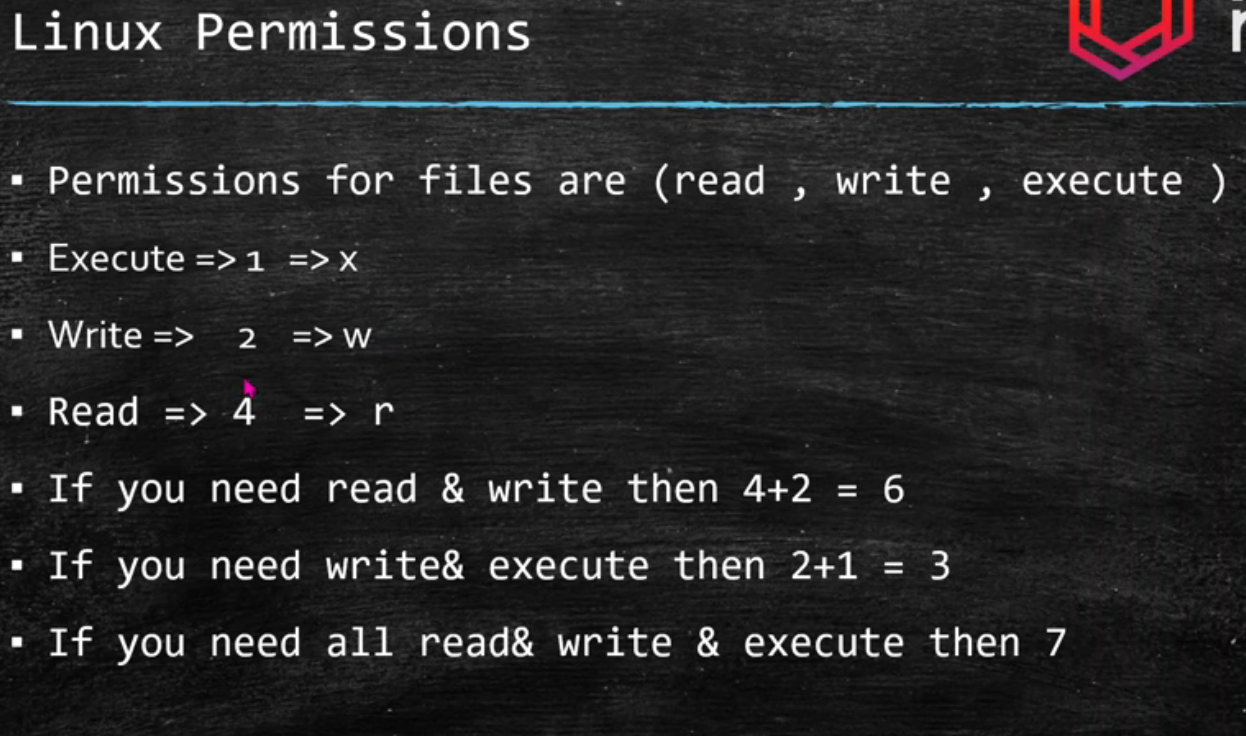 Linux Permissions
▪ Permissions for files are (read , write , execute )
▪ Execute => 1 => x
▪ Write => 2 => w
▪ Read => 4 => r
▪ If you need read & write then 4+2 = 6
▪ If you need write& execute then 2+1 = 3
▪ If you need all read& write & execute then 7